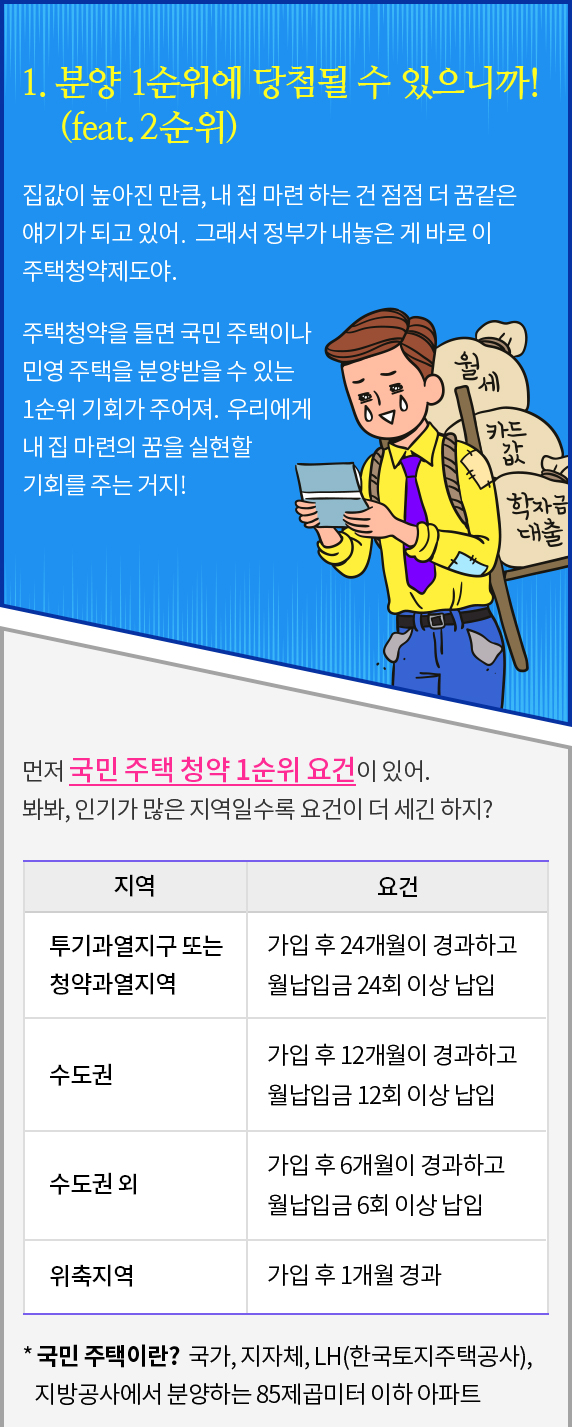 1. 분양 1순위에 당첨될 수 있으니까!
(feat. 2순위)
집값이 높아진 만큼, 내 집 마련 하는 건 점점 더 꿈같은
얘기가 되고 있어. 그래서 정부가 내놓은 게 바로 이
주택청약제도야.
주택청약을 들면 국민 주택이나
민영 주택을 분양받을 수 있는
1순위 기회가 주어져. 우리에게
내 집 마련의 꿈을 실현할
기회를 주는 거지!
월세
카드
값
학자금
대출
먼저 국민 주택 청약 1순위 요건이 있어.
봐봐, 인기가 많은 지역일수록 요건이 더 세긴 하지?
지역 요건
투기과열지구 또는
청약과열지역
가입 후 24개월이 경과하고
월납입금 24회 이상 납입
수도권
가입 후 12개월이 경과하고
월납입금 12회 이상 납입
수도권 외
가입 후 6개월이 경과하고
월납입금 6회 이상 납입
위축지역
가입 후 1개월 경과
* 국민 주택이란? 국가, 지자체, LH(한국토지주택공사),
지방공사에서 분양하는 85제곱미터 이하 아파트